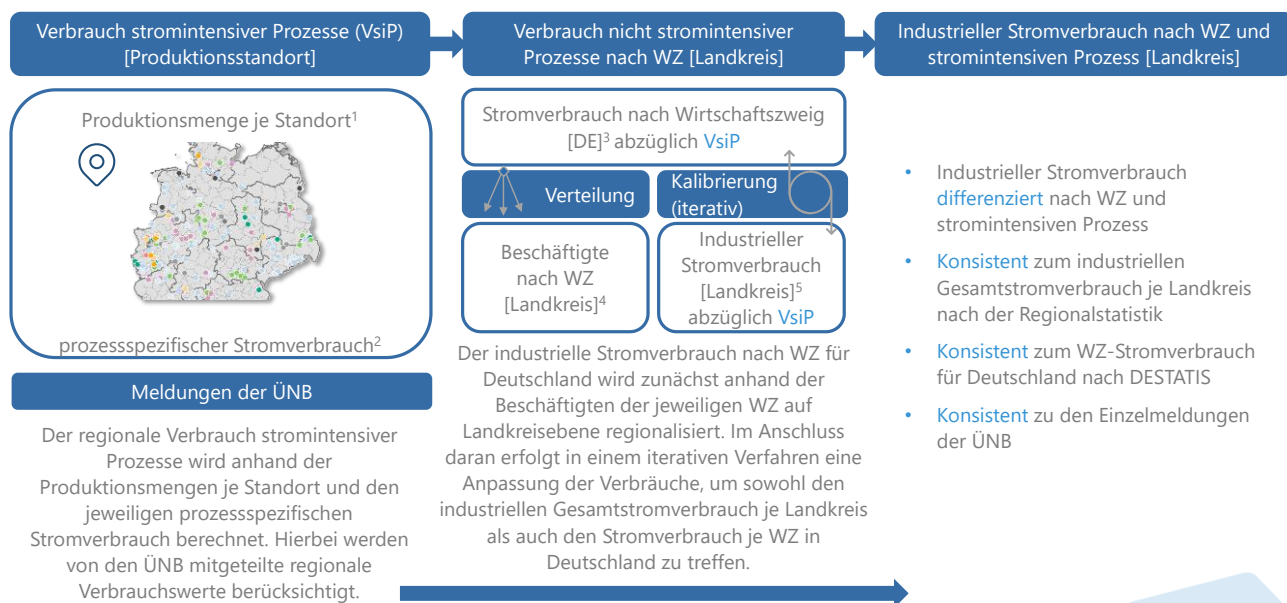 Verbrauch stromintensiver Prozesse (VsiP)
[Produktionsstandort]
Produktionsmenge je Standort¹
prozessspezifischer Stromverbrauch²
Meldungen der ÜNB
Der regionale Verbrauch stromintensiver
Prozesse wird anhand der
Produktionsmengen je Standort und den
jeweiligen prozessspezifischen
Stromverbrauch berechnet. Hierbei werden
von den ÜNB mitgeteilte regionale
Verbrauchswerte berücksichtigt.
Verbrauch nicht stromintensiver
Prozesse nach WZ [Landkreis]
Stromverbrauch nach Wirtschaftszweig
[DE]³ abzüglich VsiP
Verteilung
Kalibrierung
(iterativ)
Beschäftigte
nach WZ
[Landkreis]⁴
Industrieller
Stromverbrauch
[Landkreis]⁵
abzüglich VsiP
Der industrielle Stromverbrauch nach WZ für
Deutschland wird zunächst anhand der
Beschäftigten der jeweiligen WZ auf
Landkreisebene regionalisiert. Im Anschluss
daran erfolgt in einem iterativen Verfahren eine
Anpassung der Verbräuche, um sowohl den
industriellen Gesamtstromverbrauch je Landkreis
als auch den Stromverbrauch je WZ in
Deutschland zu treffen.
Industrieller Stromverbrauch nach WZ und
stromintensiven Prozess [Landkreis]
• Industrieller Stromverbrauch
differenziert nach WZ und
stromintensiven Prozess
• Konsistent zum industriellen
Gesamtstromverbrauch je Landkreis
nach der Regionalstatistik
• Konsistent zum WZ-Stromverbrauch
für Deutschland nach DESTATIS
• Konsistent zu den Einzelmeldungen
der ÜNB